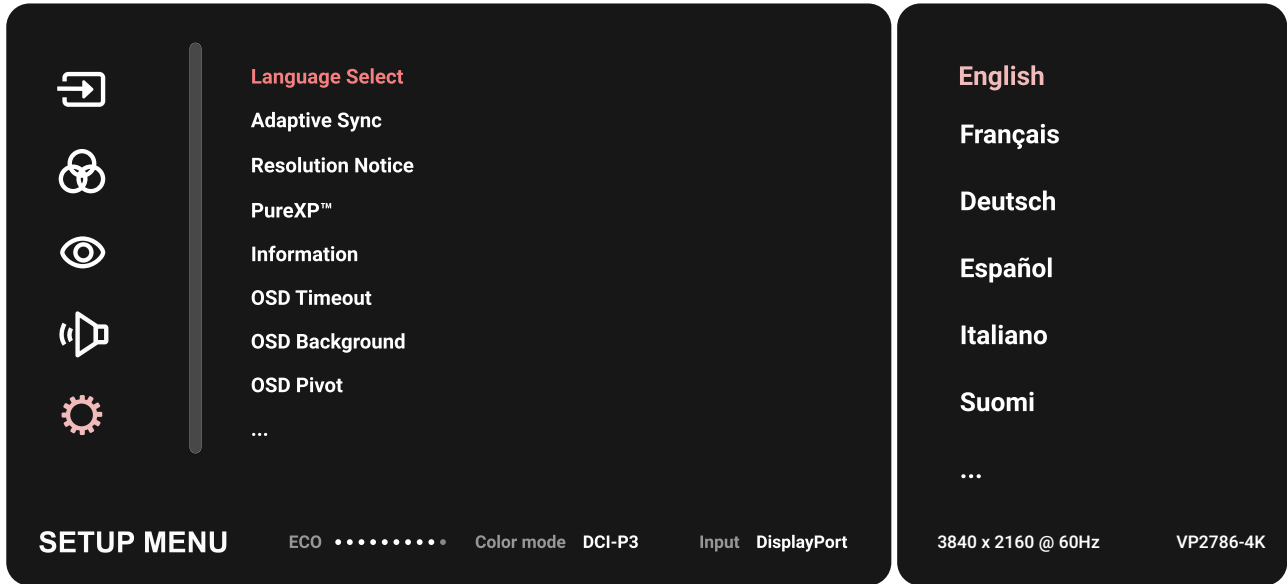 Language Select
Adaptive Sync
Resolution Notice
PureXP™
Information
OSD Timeout
OSD Background
OSD Pivot
...
English
Français
Deutsch
Español
Italiano
Suomi
...
SETUP MENU ECO Color mode DCI-P3 Input DisplayPort 3840 x 2160 @ 60Hz VP2786-4K